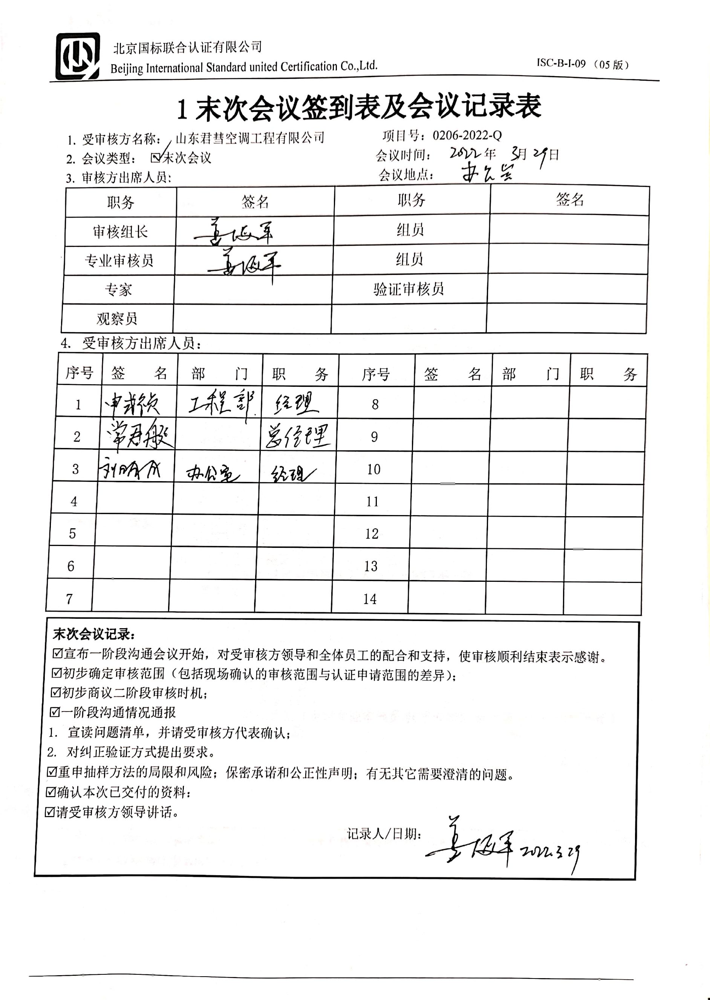 北京国标联合认证有限公司
Beijing International Standard united Certification Co.,Ltd.
ISC-B-I-09 （05 版）
1 末次会议签到表及会议记录表
1. 受审核方名称： 山东君彗空调工程有限公司 项目号：0206-2022-Q
2. 会议类型： ☑末次会议 会议时间： 2022年 3月 29日
3. 审核方出席人员： 会议地点： 办公室
职务 签名 职务 签名
审核组长 姜海军 组员
专业审核员 姜海军 组员
专家 验证审核员
观察员
4. 受审核方出席人员：
序号 签 名 部 门 职 务 序号 签 名 部 门 职 务
1 工程部 经理 8
2 常君般 总经理 9
3 办公室 经理 10
4 11
5 12
6 13
7 14
末次会议记录：
☑宣布一阶段沟通会议开始，对受审核方领导和全体员工的配合和支持，使审核顺利结束表示感谢。
☑初步确定审核范围（包括现场确认的审核范围与认证申请范围的差异）；
☑初步商议二阶段审核时机；
☑一阶段沟通情况通报
1. 宣读问题清单，并请受审核方代表确认；
2. 对纠正验证方式提出要求。
☑重申抽样方法的局限和风险；保密承诺和公正性声明；有无其它需要澄清的问题。
☑确认本次已交付的资料：
☑请受审核方领导讲话。
记录人/日期： 姜海军 2022.3.29